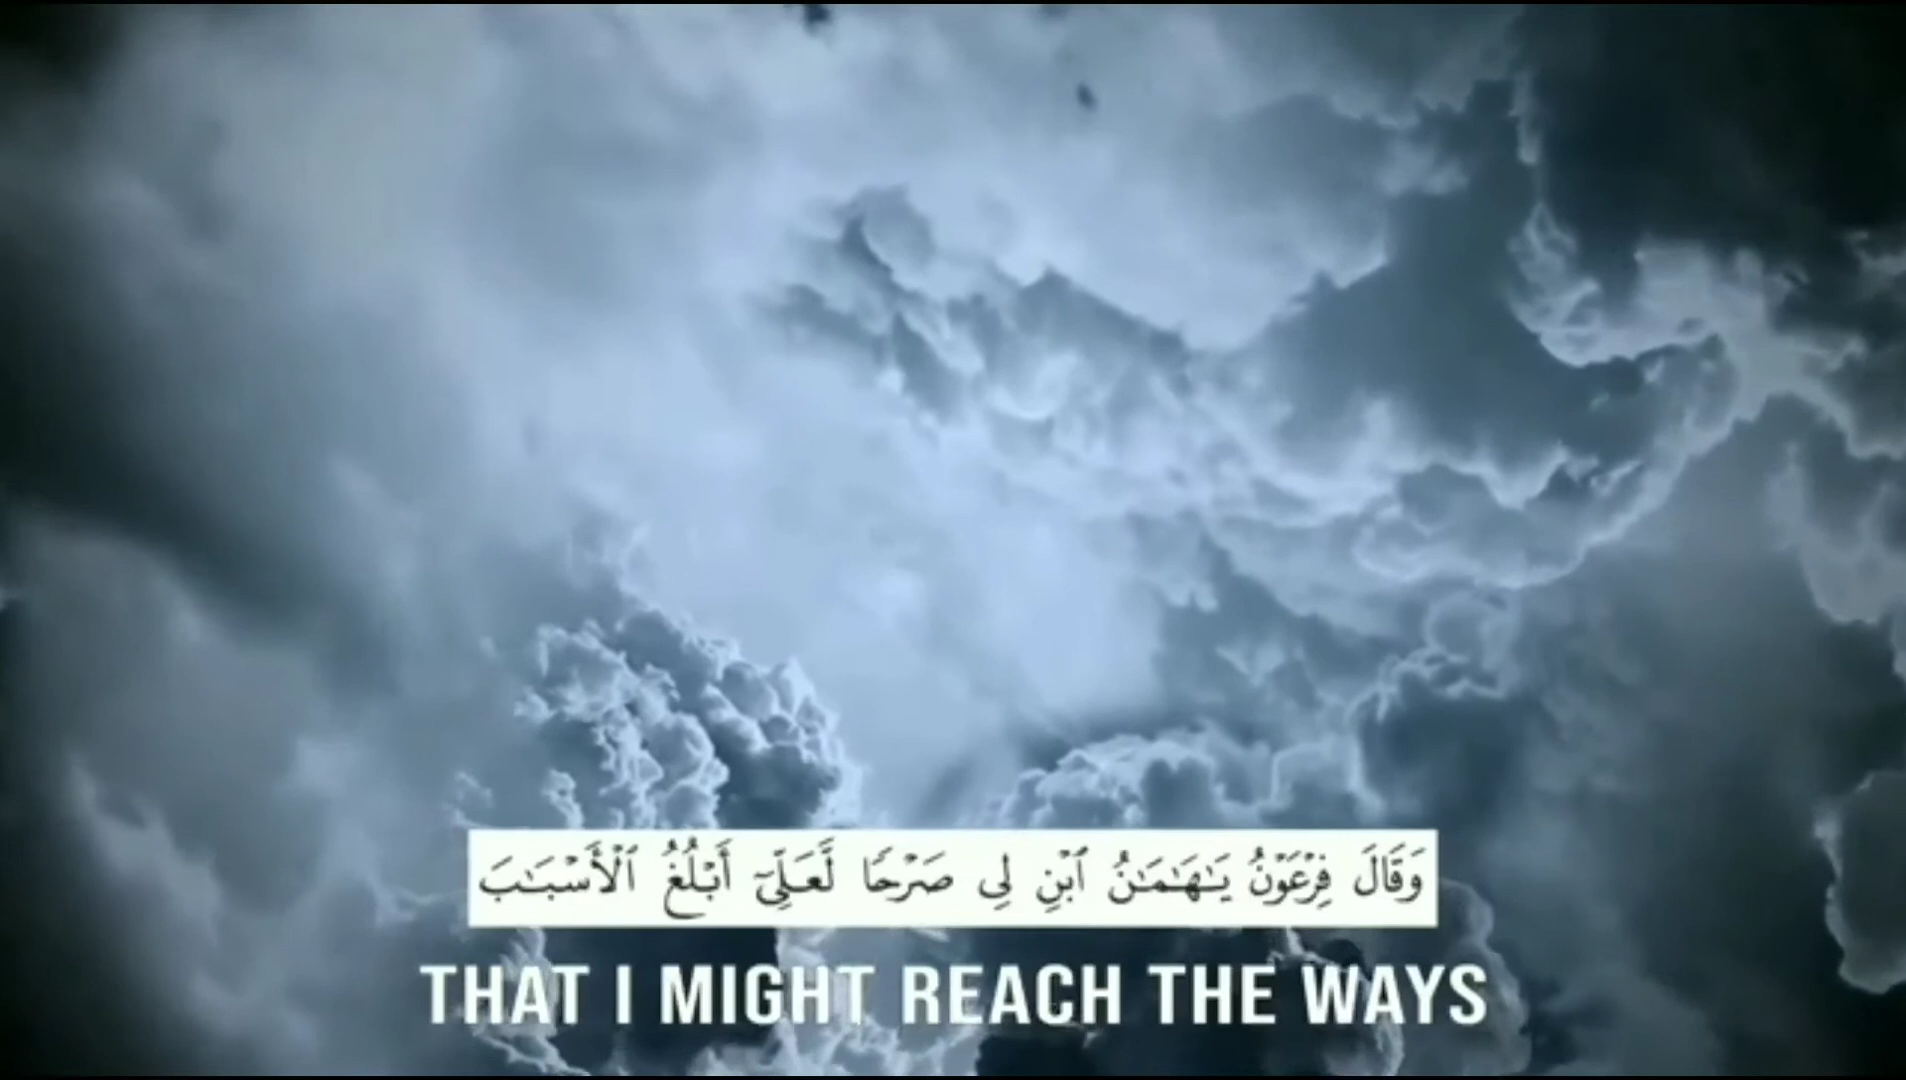 وَقَالَ فِرْعَوْنُ يَـٰهَـٰمَـٰنُ ٱبْنِ لِى صَرْحًا لَّعَلِّىٓ أَبْلُغُ ٱلْأَسْبَـٰبَ
THAT I MIGHT REACH THE WAYS